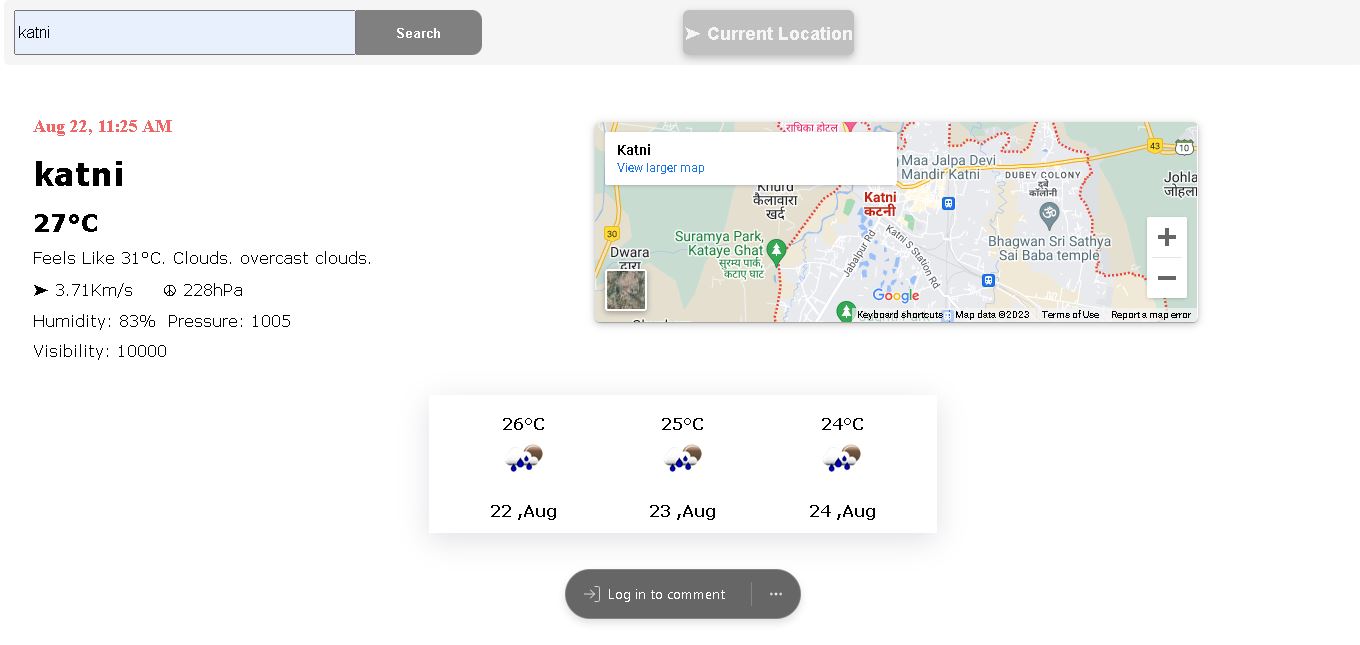 katni
Search
➤ Current Location
Aug 22, 11:25 AM
katni
27°C
Feels Like 31°C. Clouds. overcast clouds.
➤ 3.71Km/s 228hPa
Humidity: 83% Pressure: 1005
Visibility: 10000
राधिका होटल
Katni
View larger map
Maa Jalpa Devi
Mandir Katni
43
10
DUBEY COLONY
दुबे
कॉलोनी
Johla
जोहला
Khurd
कैलावारा
खर्द
Katni
कटनी
30
Suramya Park,
Kataye Ghat
सुरम्य पार्क,
कटाए घाट
Dwara
द्वारा
Jabalpur Rd
Katni S Station Rd
Bhagwan Sri Sathya
Sai Baba temple
+
−
Google
Keyboard shortcuts
Map data ©2023
Terms of Use
Report a map error
26°C 25°C 24°C
22 ,Aug 23 ,Aug 24 ,Aug
Log in to comment ...